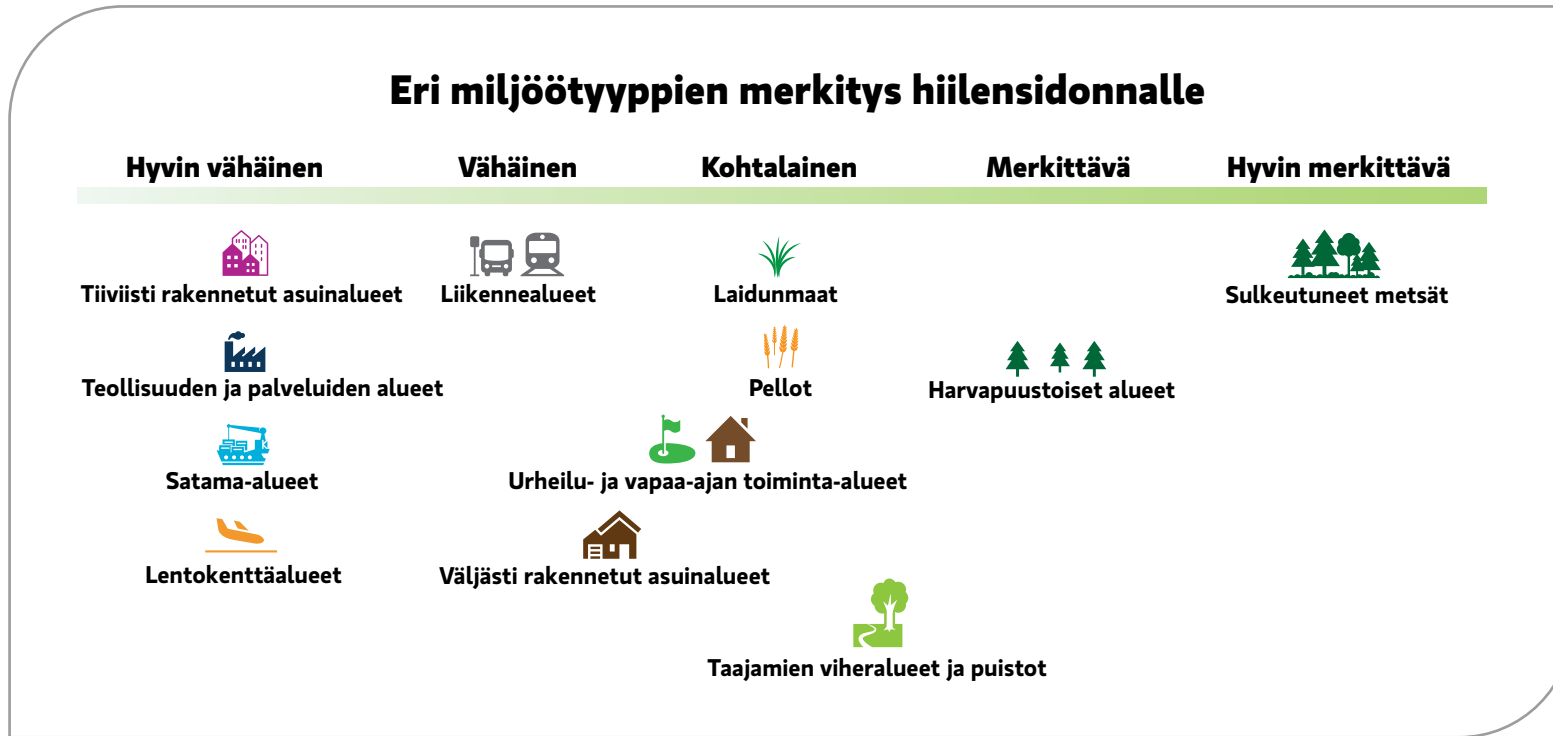 Eri miljöötyyppien merkitys hiilensidonnalle
Hyvin vähäinen
Vähäinen
Kohtalainen
Merkittävä
Hyvin merkittävä
Tiiviisti rakennetut asuinalueet
Liikennealueet
Laidunmaat
Sulkeutuneet metsät
Teollisuuden ja palveluiden alueet
Pellot
Harvapuustoiset alueet
Satama-alueet
Urheilu- ja vapaa-ajan toiminta-alueet
Lentokenttäalueet
Väljästi rakennetut asuinalueet
Taajamien viheralueet ja puistot